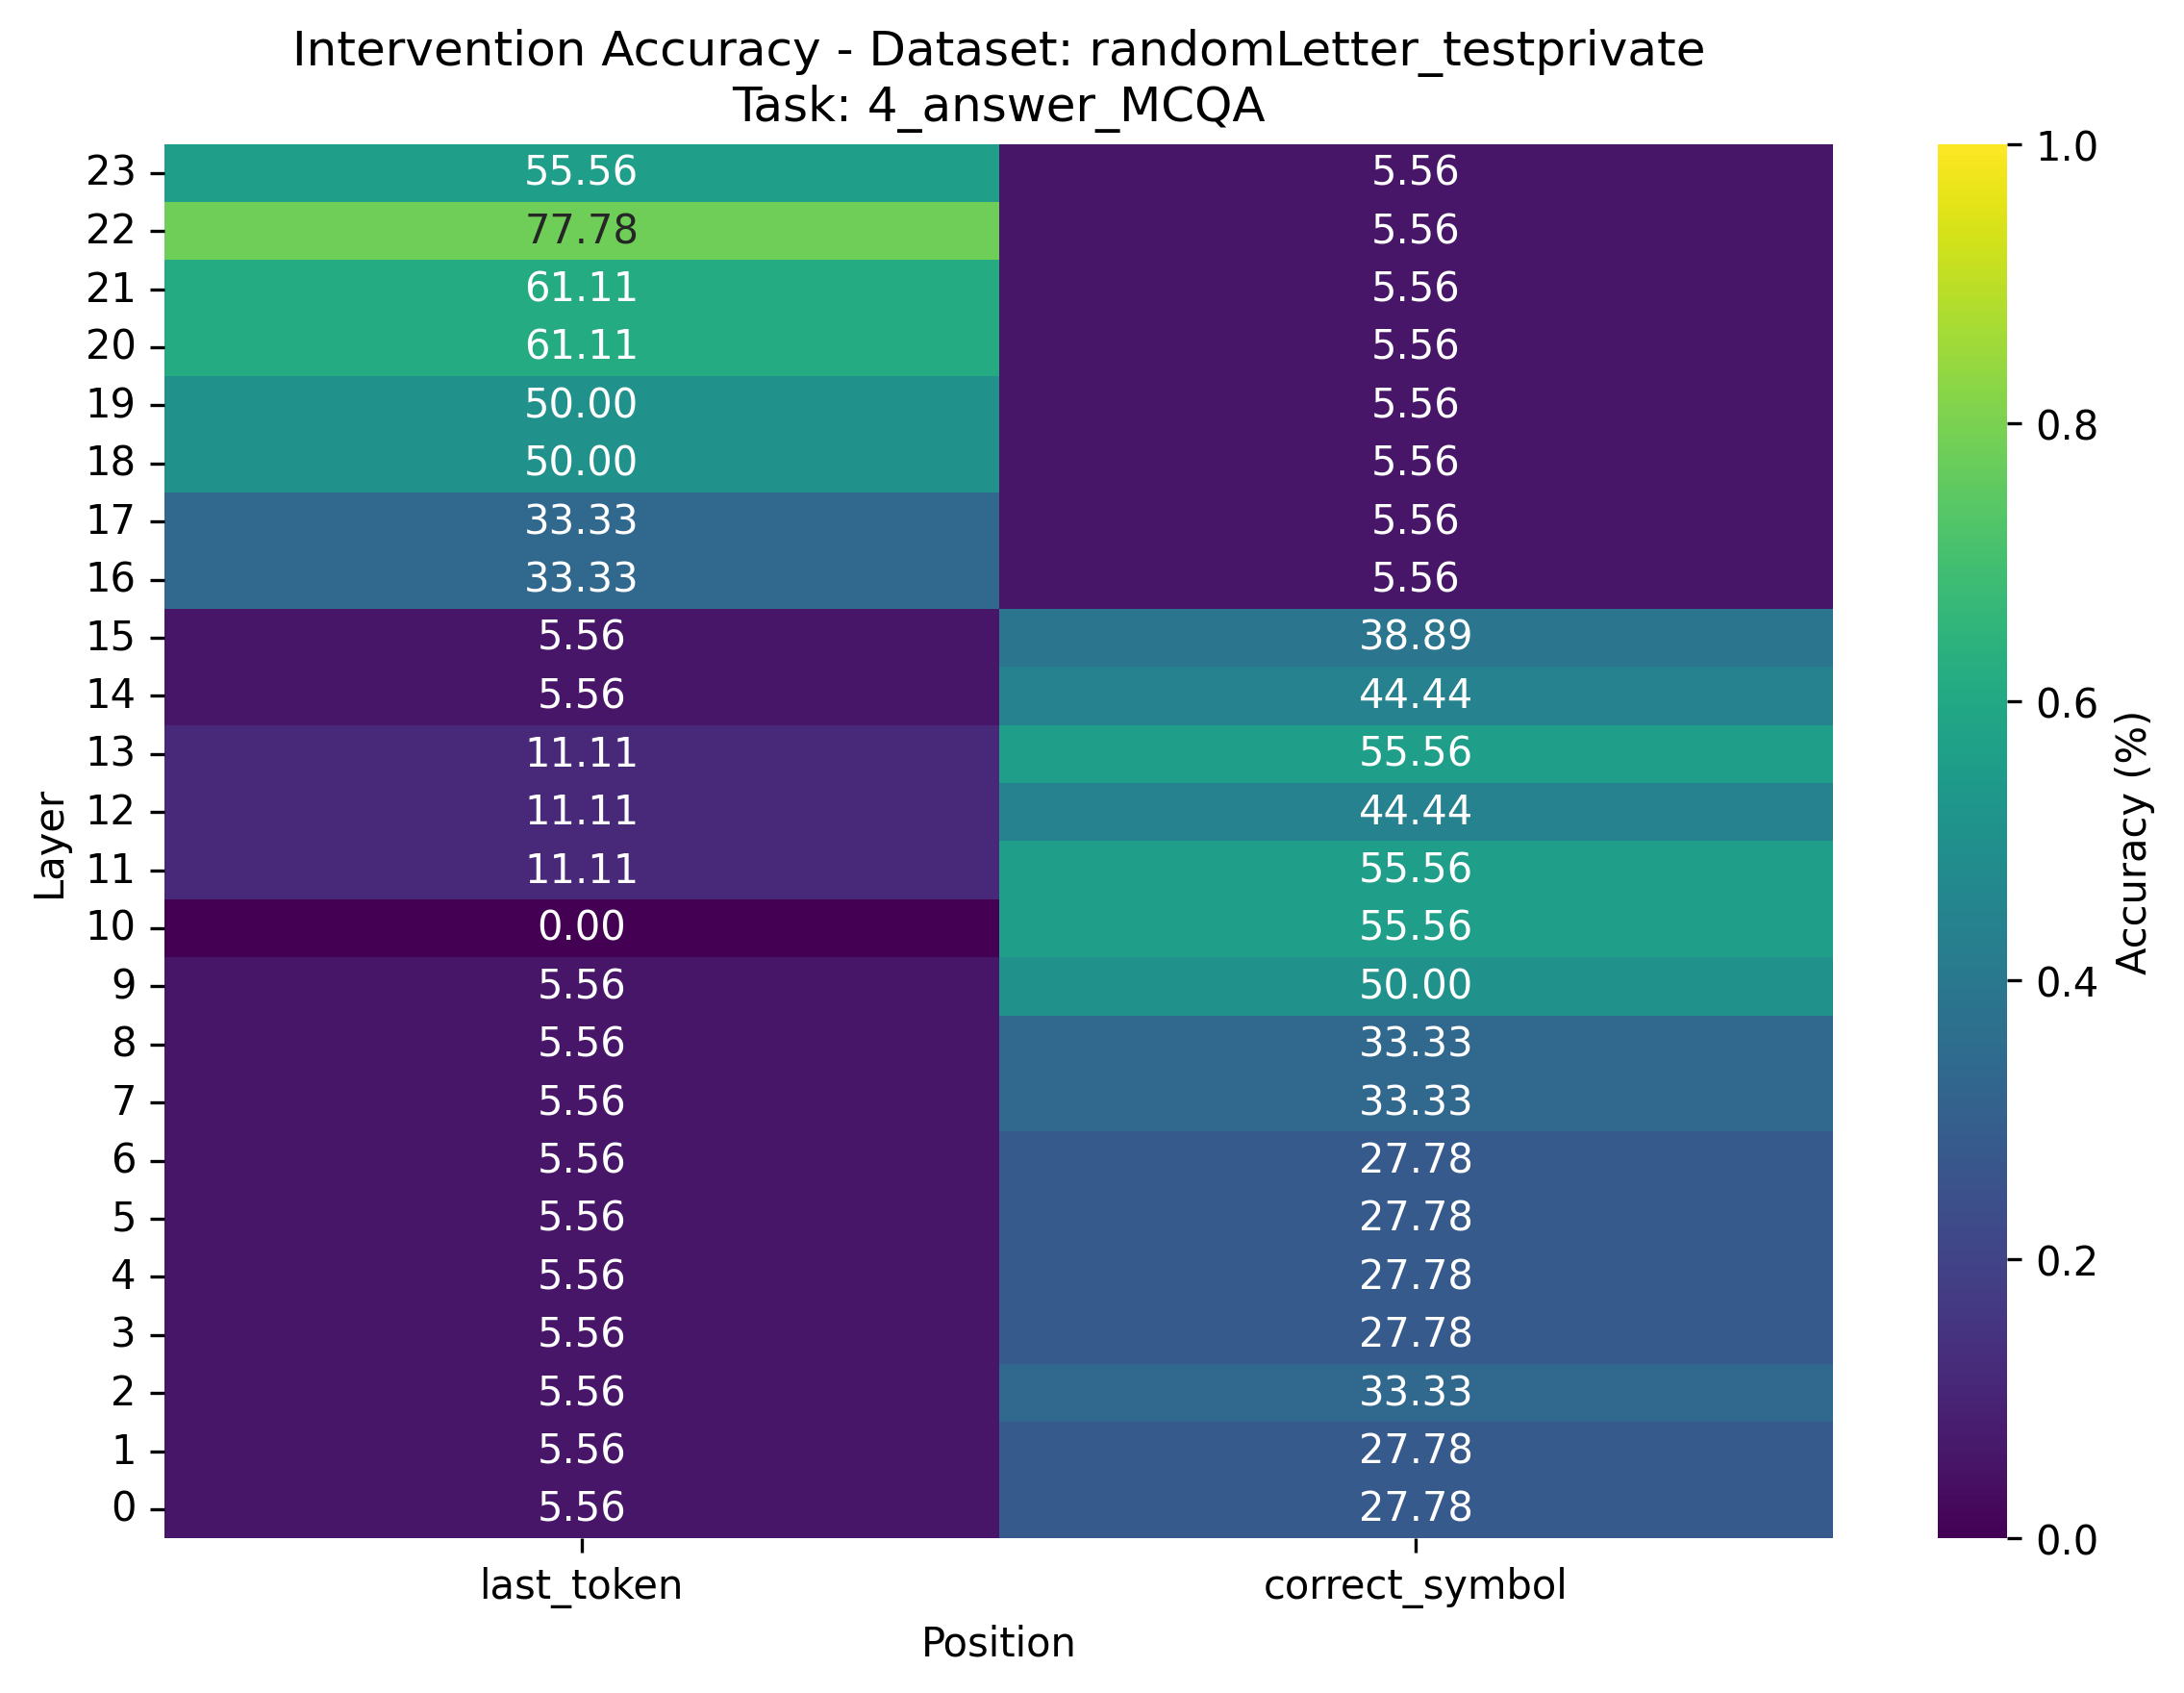 Intervention Accuracy - Dataset: randomLetter_testprivate
Task: 4_answer_MCQA
23 55.56 5.56
22 77.78 5.56
21 61.11 5.56
20 61.11 5.56
19 50.00 5.56
18 50.00 5.56
17 33.33 5.56
16 33.33 5.56
15 5.56 38.89
14 5.56 44.44
13 11.11 55.56
12 11.11 44.44
11 11.11 55.56
10 0.00 55.56
9 5.56 50.00
8 5.56 33.33
7 5.56 33.33
6 5.56 27.78
5 5.56 27.78
4 5.56 27.78
3 5.56 27.78
2 5.56 33.33
1 5.56 27.78
0 5.56 27.78
last_token correct_symbol
Position
Layer
1.0
0.8
0.6
0.4
0.2
0.0
Accuracy (%)